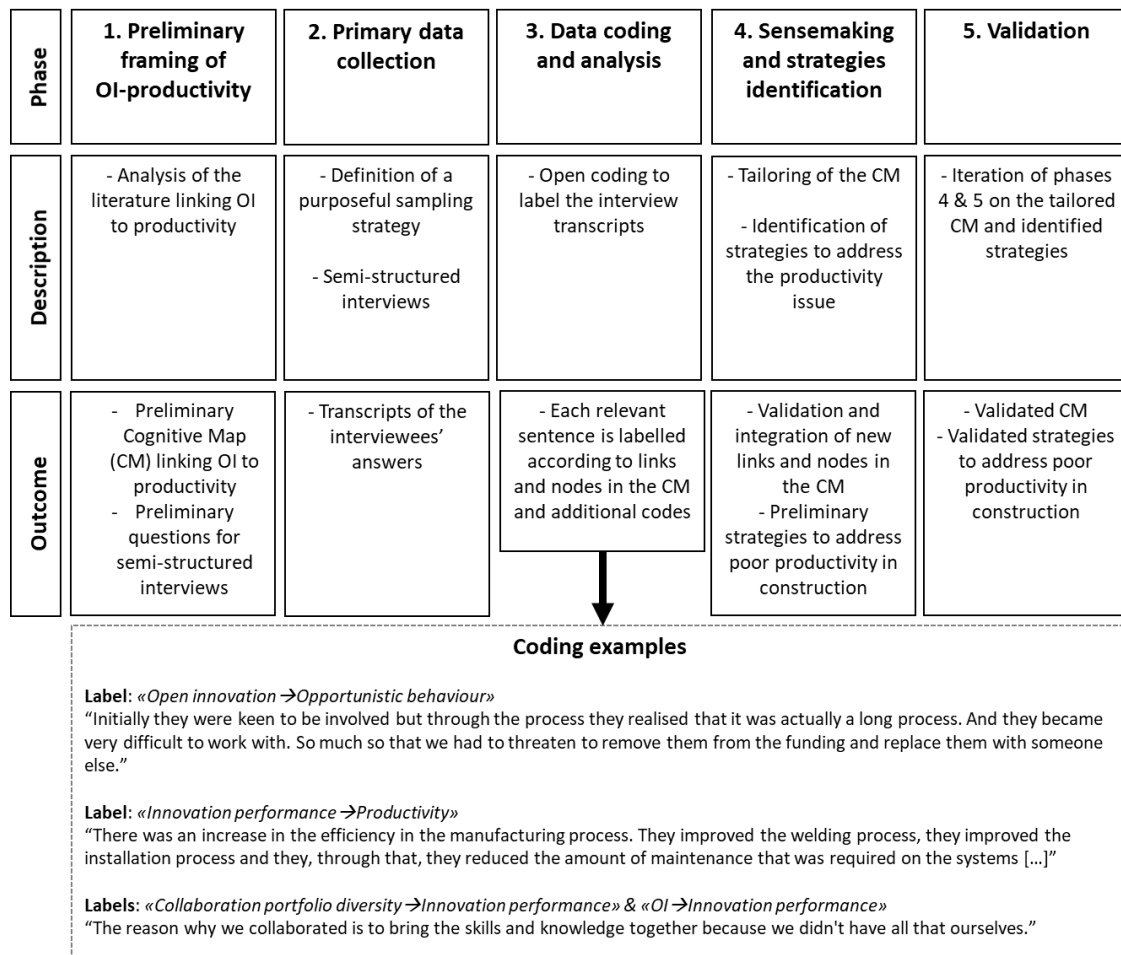 Phase
1. Preliminary
framing of
OI-productivity
2. Primary data
collection
3. Data coding
and analysis
4. Sensemaking
and strategies
identification
5. Validation
Description
- Analysis of the
literature linking OI
to productivity
- Definition of a
purposeful sampling
strategy
- Semi-structured
interviews
- Open coding to
label the interview
transcripts
- Tailoring of the CM
- Identification of
strategies to address
the productivity
issue
- Iteration of phases
4 & 5 on the tailored
CM and identified
strategies
Outcome
- Preliminary
Cognitive Map
(CM) linking OI to
productivity
- Preliminary
questions for
semi-structured
interviews
- Transcripts of the
interviewees’
answers
- Each relevant
sentence is labelled
according to links
and nodes in the CM
and additional codes
- Validation and
integration of new
links and nodes in
the CM
- Preliminary
strategies to address
poor productivity in
construction
- Validated CM
- Validated strategies
to address poor
productivity in
construction
Coding examples
Label: «Open innovation→Opportunistic behaviour»
“Initially they were keen to be involved but through the process they realised that it was actually a long process. And they became
very difficult to work with. So much so that we had to threaten to remove them from the funding and replace them with someone
else.”
Label: «Innovation performance→Productivity»
“There was an increase in the efficiency in the manufacturing process. They improved the welding process, they improved the
installation process and they, through that, they reduced the amount of maintenance that was required on the systems […]”
Labels: «Collaboration portfolio diversity→Innovation performance» & «OI→Innovation performance»
“The reason why we collaborated is to bring the skills and knowledge together because we didn't have all that ourselves.”